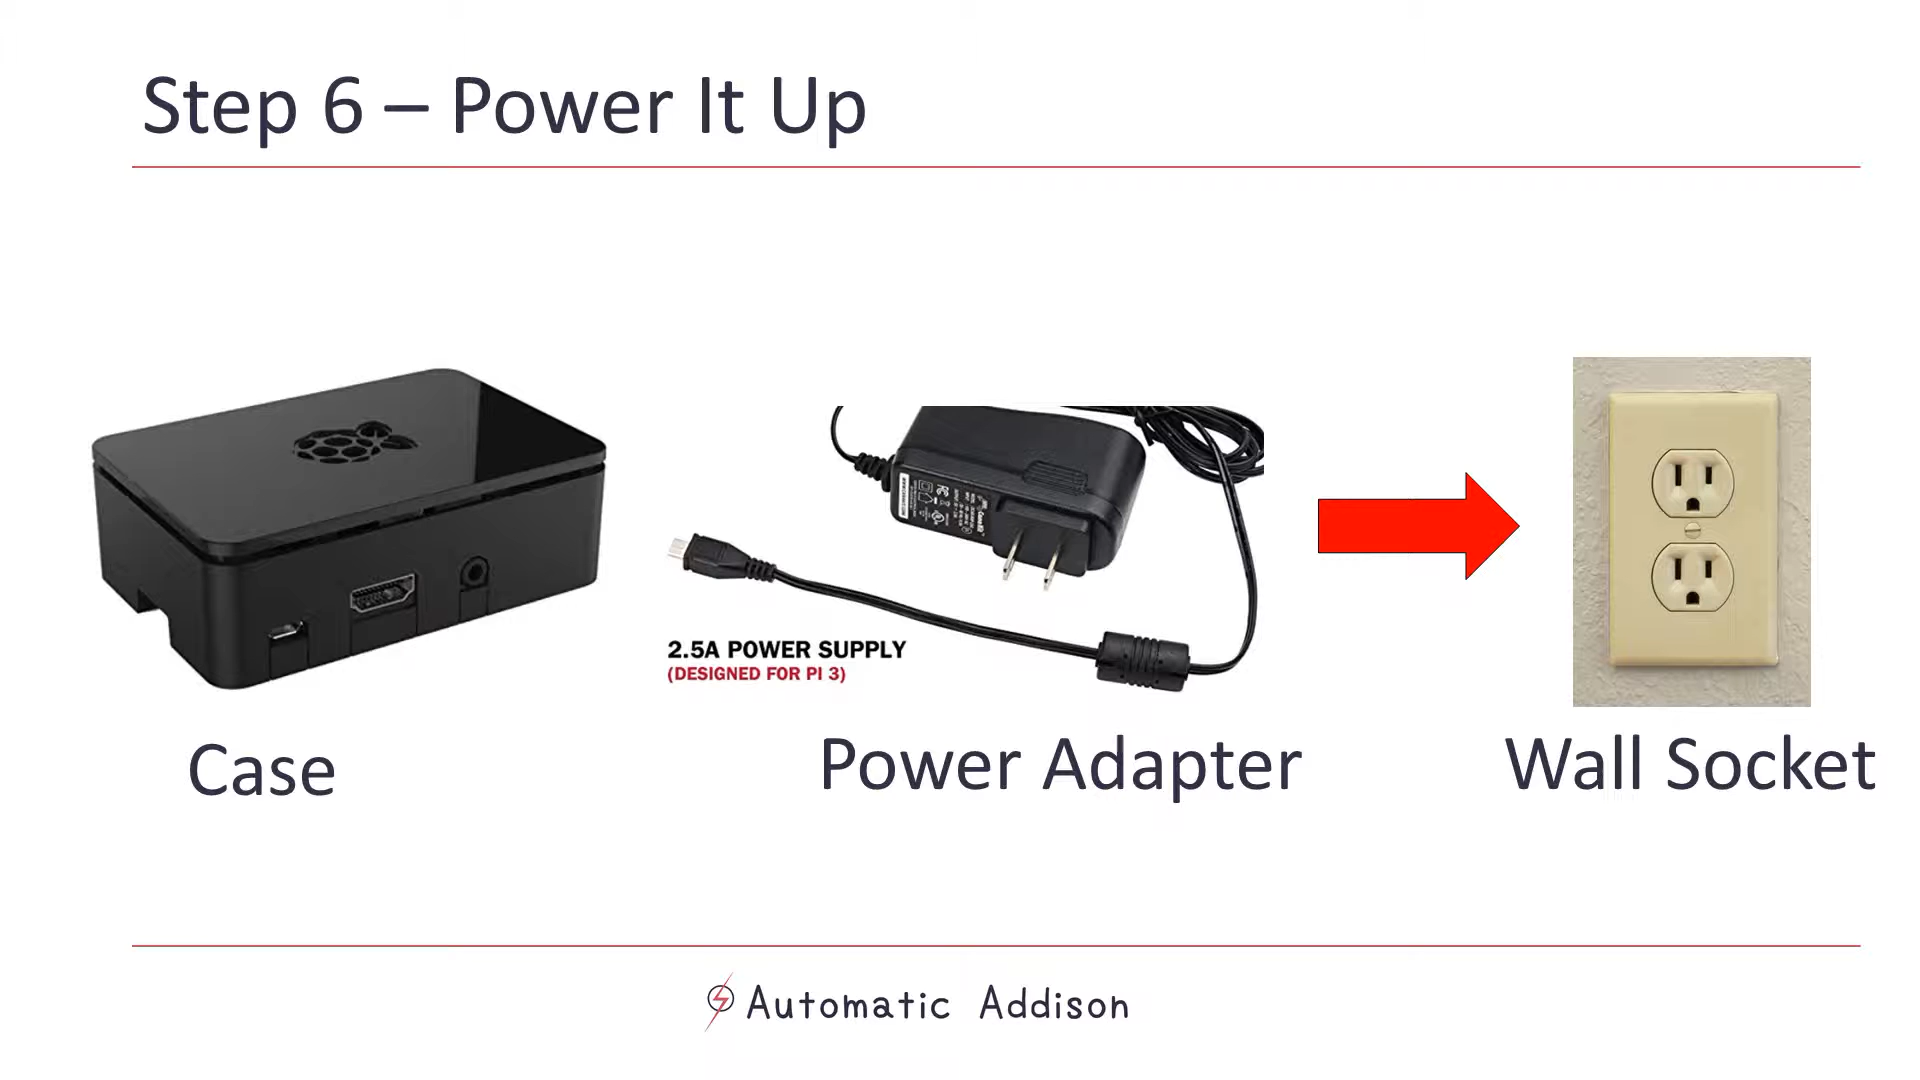 Step 6 – Power It Up
2.5A POWER SUPPLY
(DESIGNED FOR PI 3)
Case
Power Adapter
Wall Socket
Automatic Addison